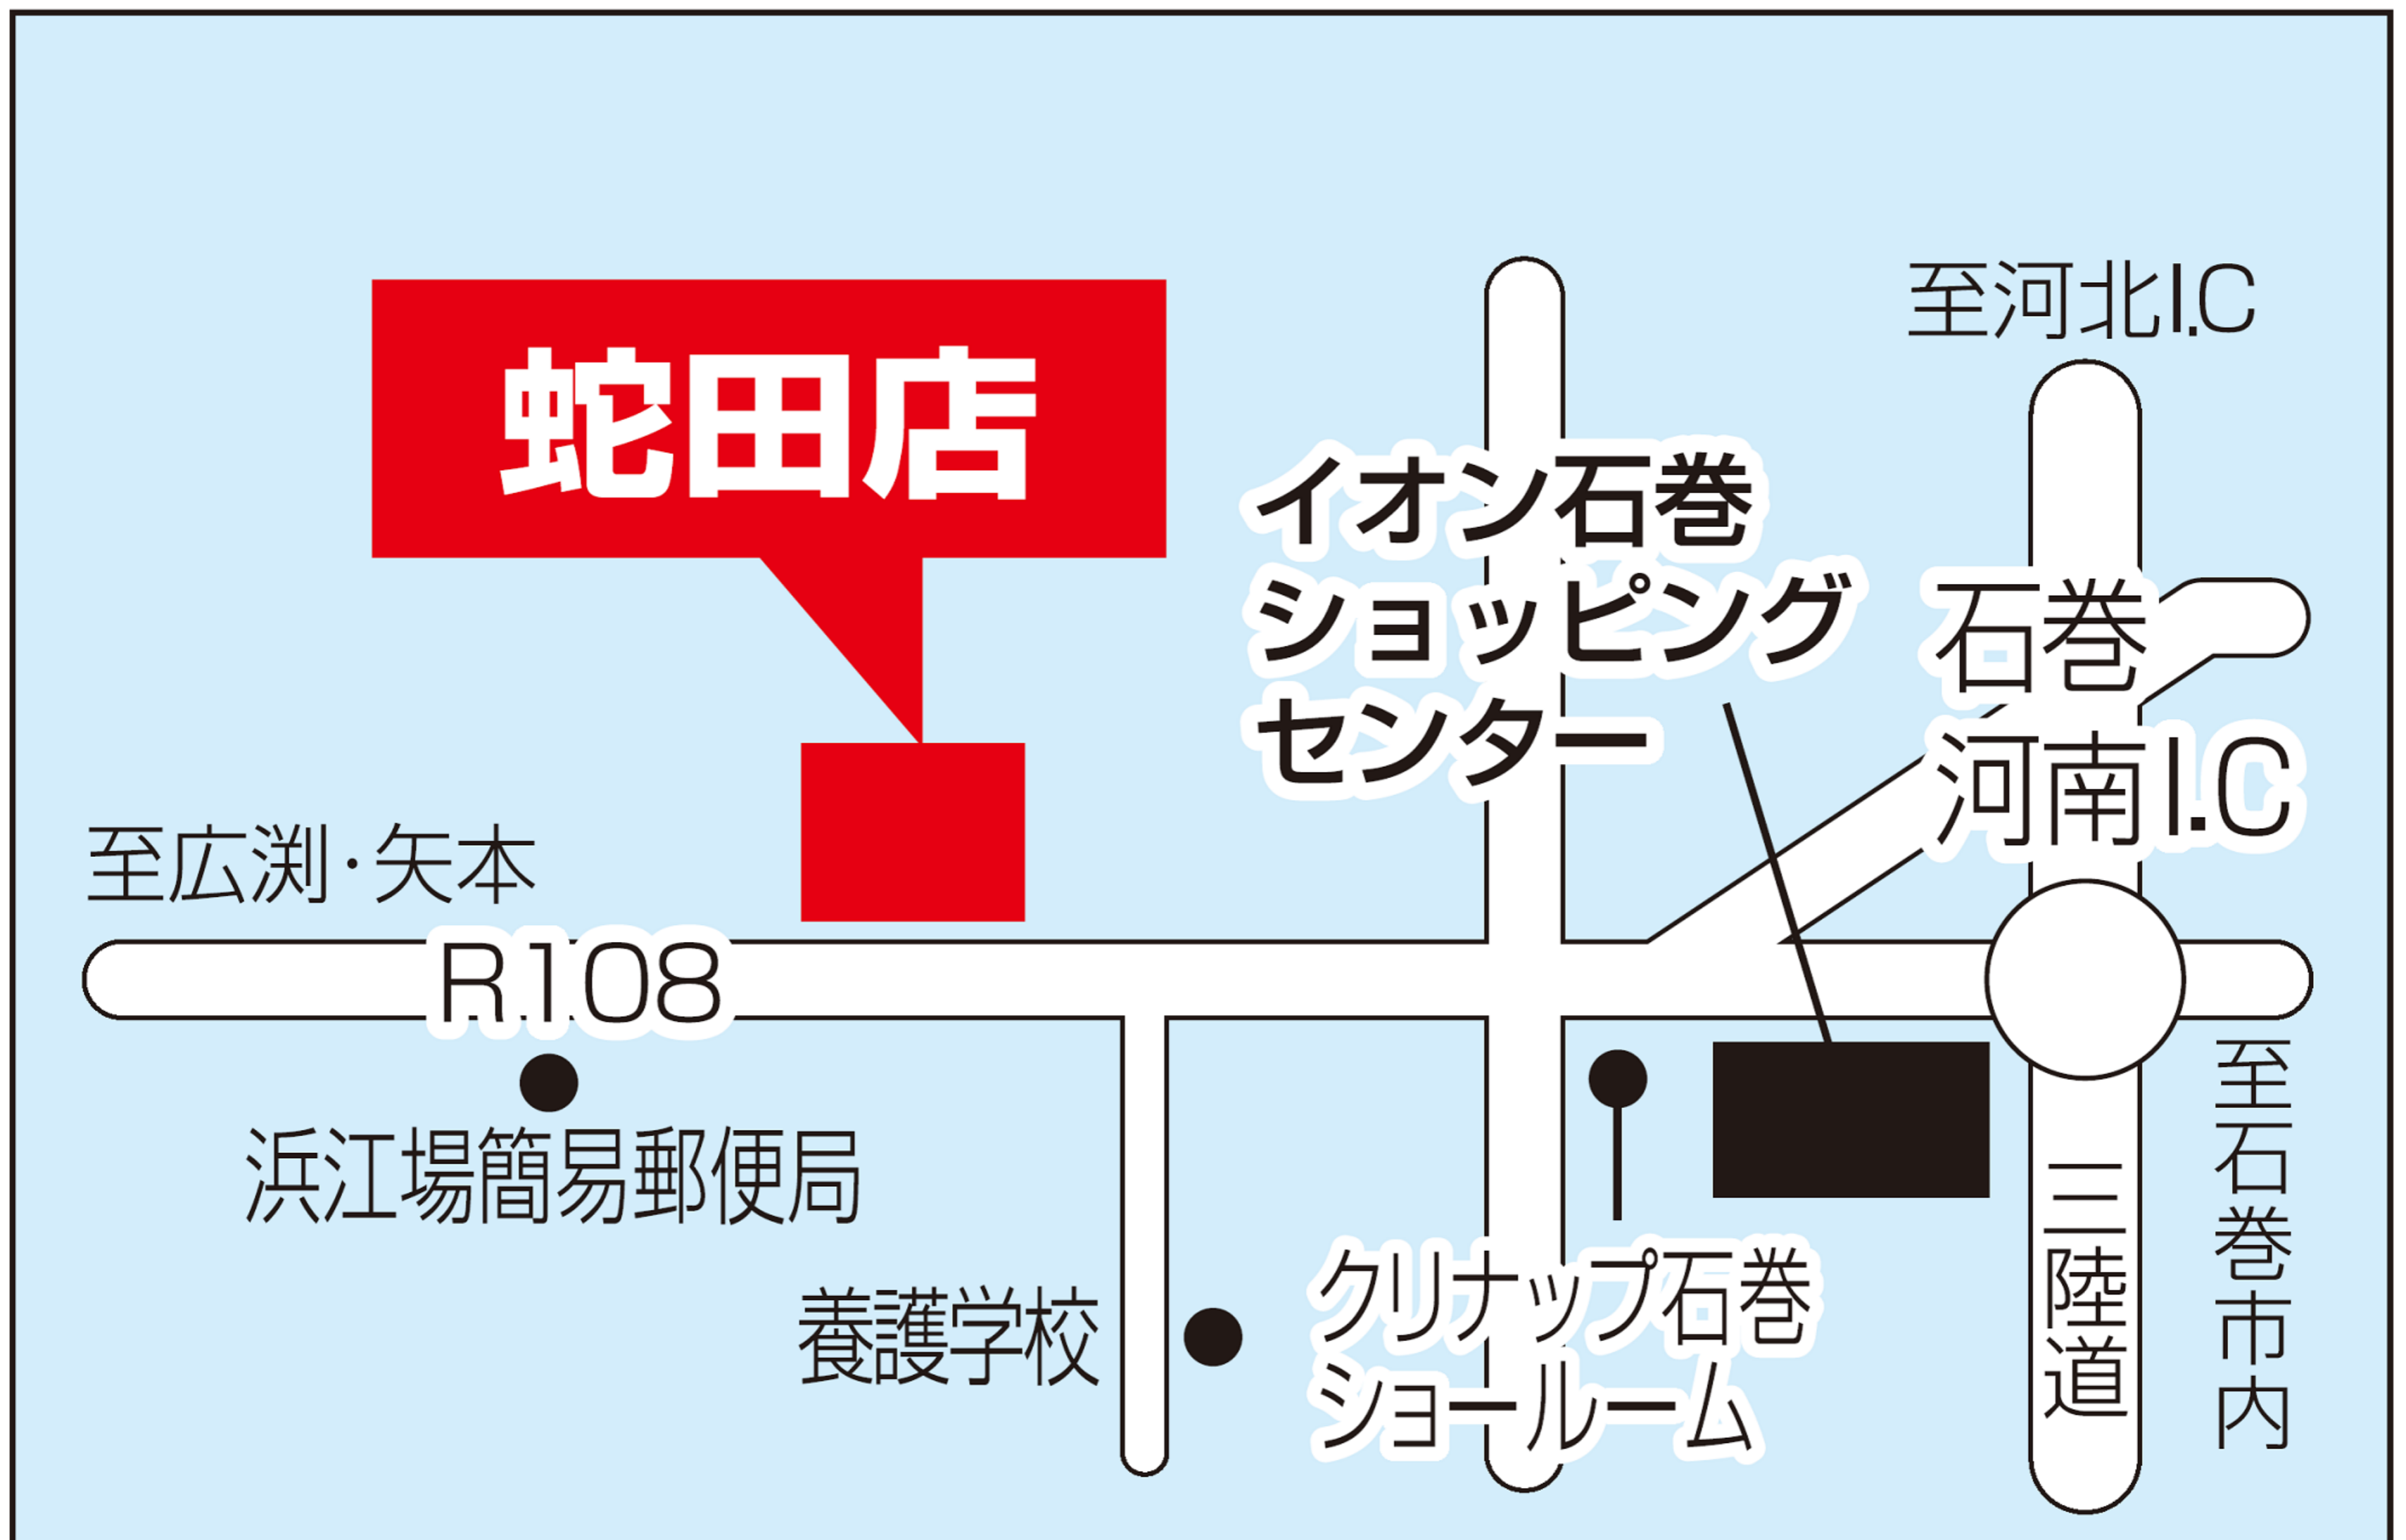 至河北I.C
蛇田店
イオン石巻
ショッピング
センター
石巻
河南I.C
至広渕・矢本
R108
浜江場簡易郵便局
養護学校
クリナップ石巻
ショールーム
三陸道
至石巻市内